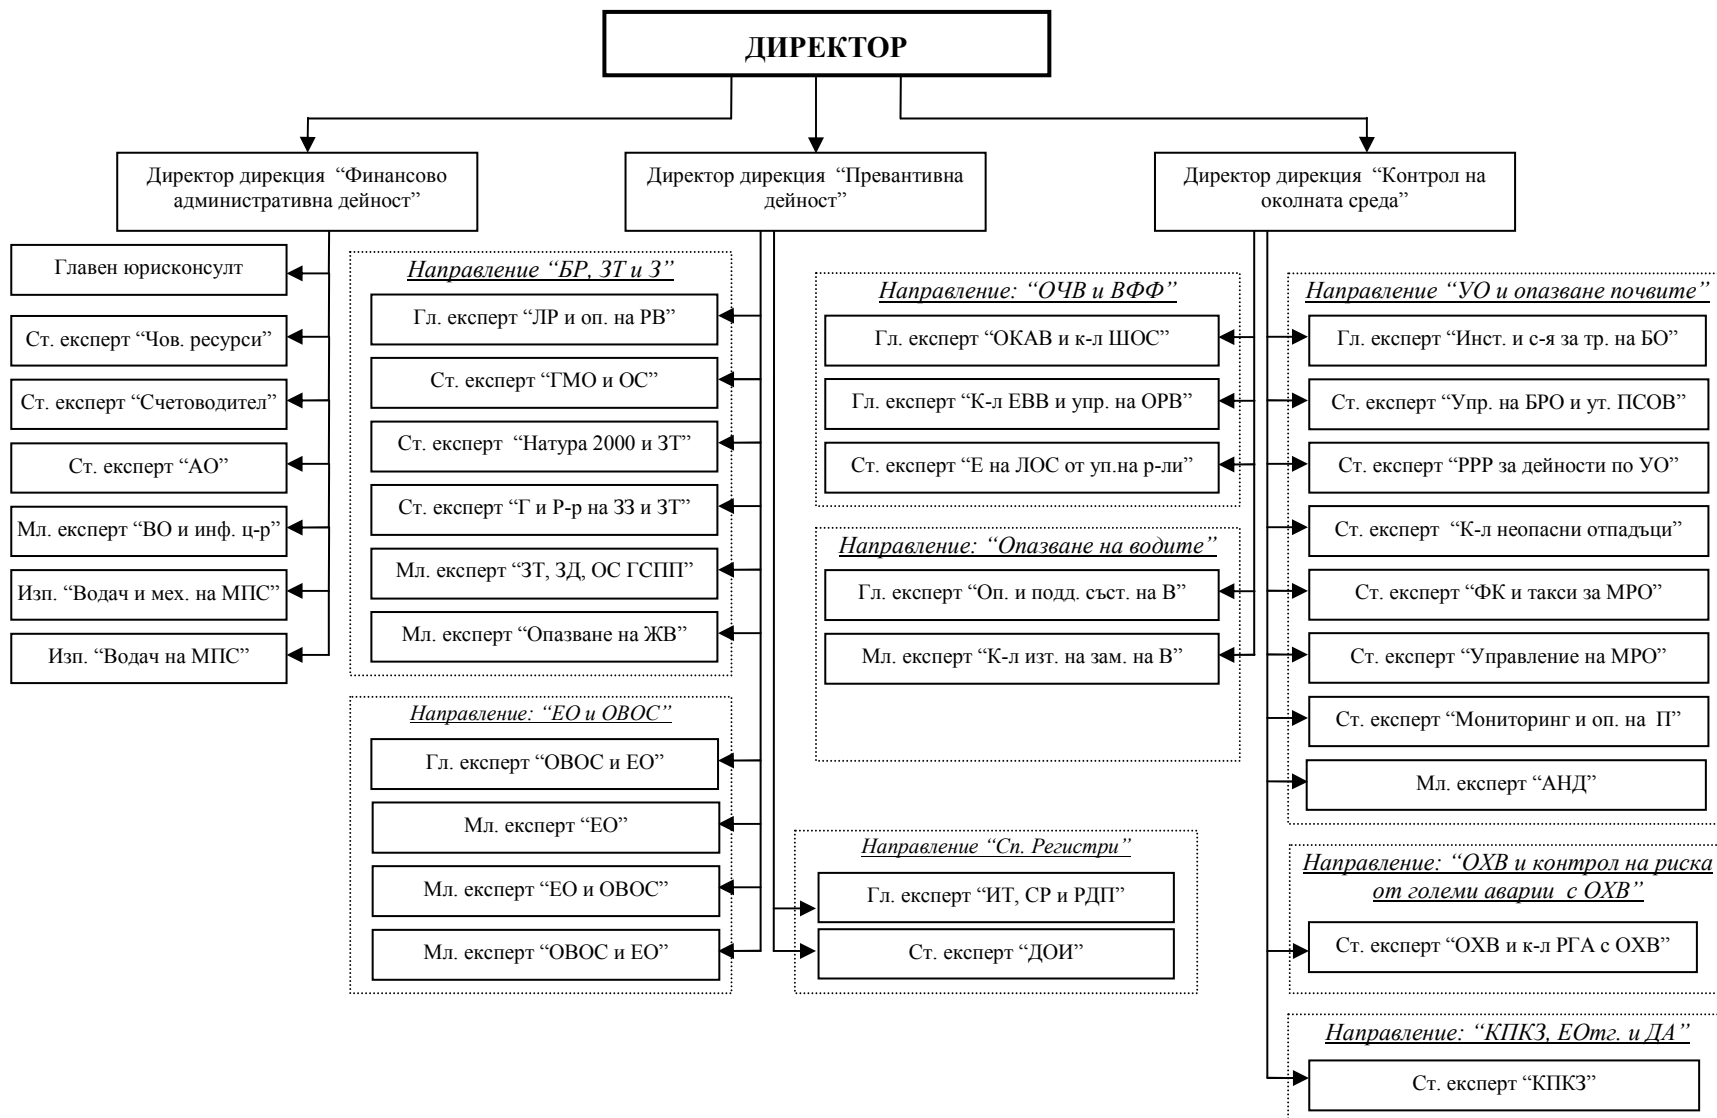 ДИРЕКТОР
Директор дирекция “Финансово
административна дейност”
Главен юрисконсулт
Ст. експерт “Чов. ресурси”
Ст. експерт “Счетоводител”
Ст. експерт “АО”
Мл. експерт “ВО и инф. ц-р”
Изп. “Водач и мех. на МПС”
Изп. “Водач на МПС”
Директор дирекция “Превантивна
дейност”
Направление “БР, ЗТ и З”
Гл. експерт “ЛР и оп. на РВ”
Ст. експерт “ГМО и ОС”
Ст. експерт “Натура 2000 и ЗТ”
Ст. експерт “Г и Р-р на ЗЗ и ЗТ”
Мл. експерт “ЗТ, ЗД, ОС ГСПП”
Мл. експерт “Опазване на ЖВ”
Направление: “ЕО и ОВОС”
Гл. експерт “ОВОС и ЕО”
Мл. експерт “ЕО”
Мл. експерт “ЕО и ОВОС”
Мл. експерт “ОВОС и ЕО”
Направление “Сп. Регистри”
Гл. експерт “ИТ, СР и РДП”
Ст. експерт “ДОИ”
Директор дирекция “Контрол на
околната среда”
Направление: “ОЧВ и ВФФ”
Гл. експерт “ОКАВ и к-л ШОС”
Гл. експерт “К-л ЕВВ и упр. на ОРВ”
Ст. експерт “Е на ЛОС от уп.на р-ли”
Направление: “Опазване на водите”
Гл. експерт “Оп. и подд. съст. на В”
Мл. експерт “К-л изт. на зам. на В”
Направление “УО и опазване почвите”
Гл. експерт “Инст. и с-я за тр. на БО”
Ст. експерт “Упр. на БРО и ут. ПСОВ”
Ст. експерт “РРР за дейности по УО”
Ст. експерт “К-л неопасни отпадъци”
Ст. експерт “ФК и такси за МРО”
Ст. експерт “Управление на МРО”
Ст. експерт “Мониторинг и оп. на П”
Мл. експерт “АНД”
Направление: “ОХВ и контрол на риска
от големи аварии с ОХВ”
Ст. експерт “ОХВ и к-л РГА с ОХВ”
Направление: “КПКЗ, ЕОтг. и ДА”
Ст. експерт “КПКЗ”